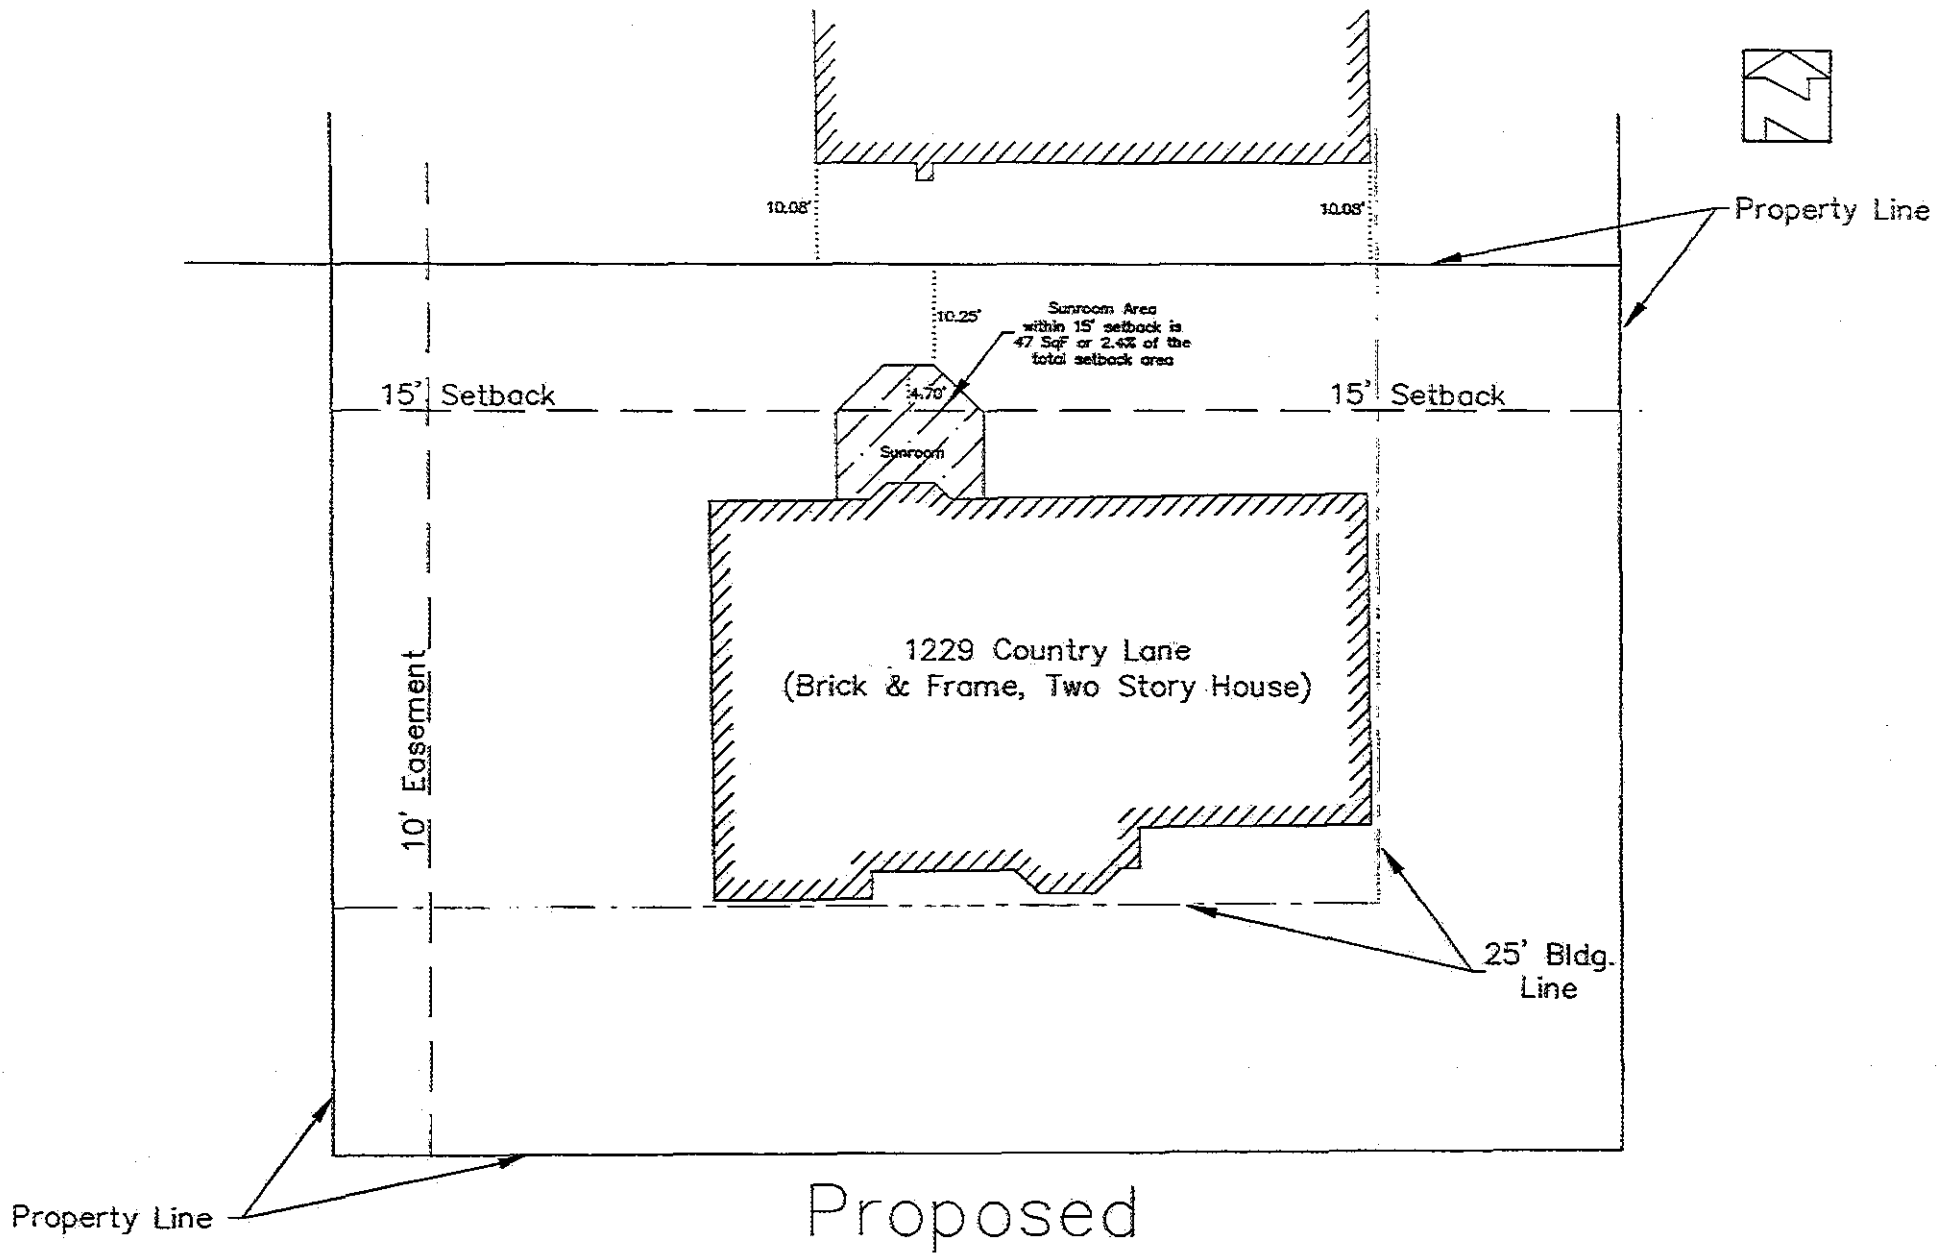 10.08'
10.08'
Property Line
10.25'
Sunroom Area
within 15' setback is
47 SqF or 2.4% of the
total setback area
15' Setback
4.70'
15' Setback
Sunroom
1229 Country Lane
(Brick & Frame, Two Story House)
10' Easement
25' Bldg.
Line
Property Line
Proposed